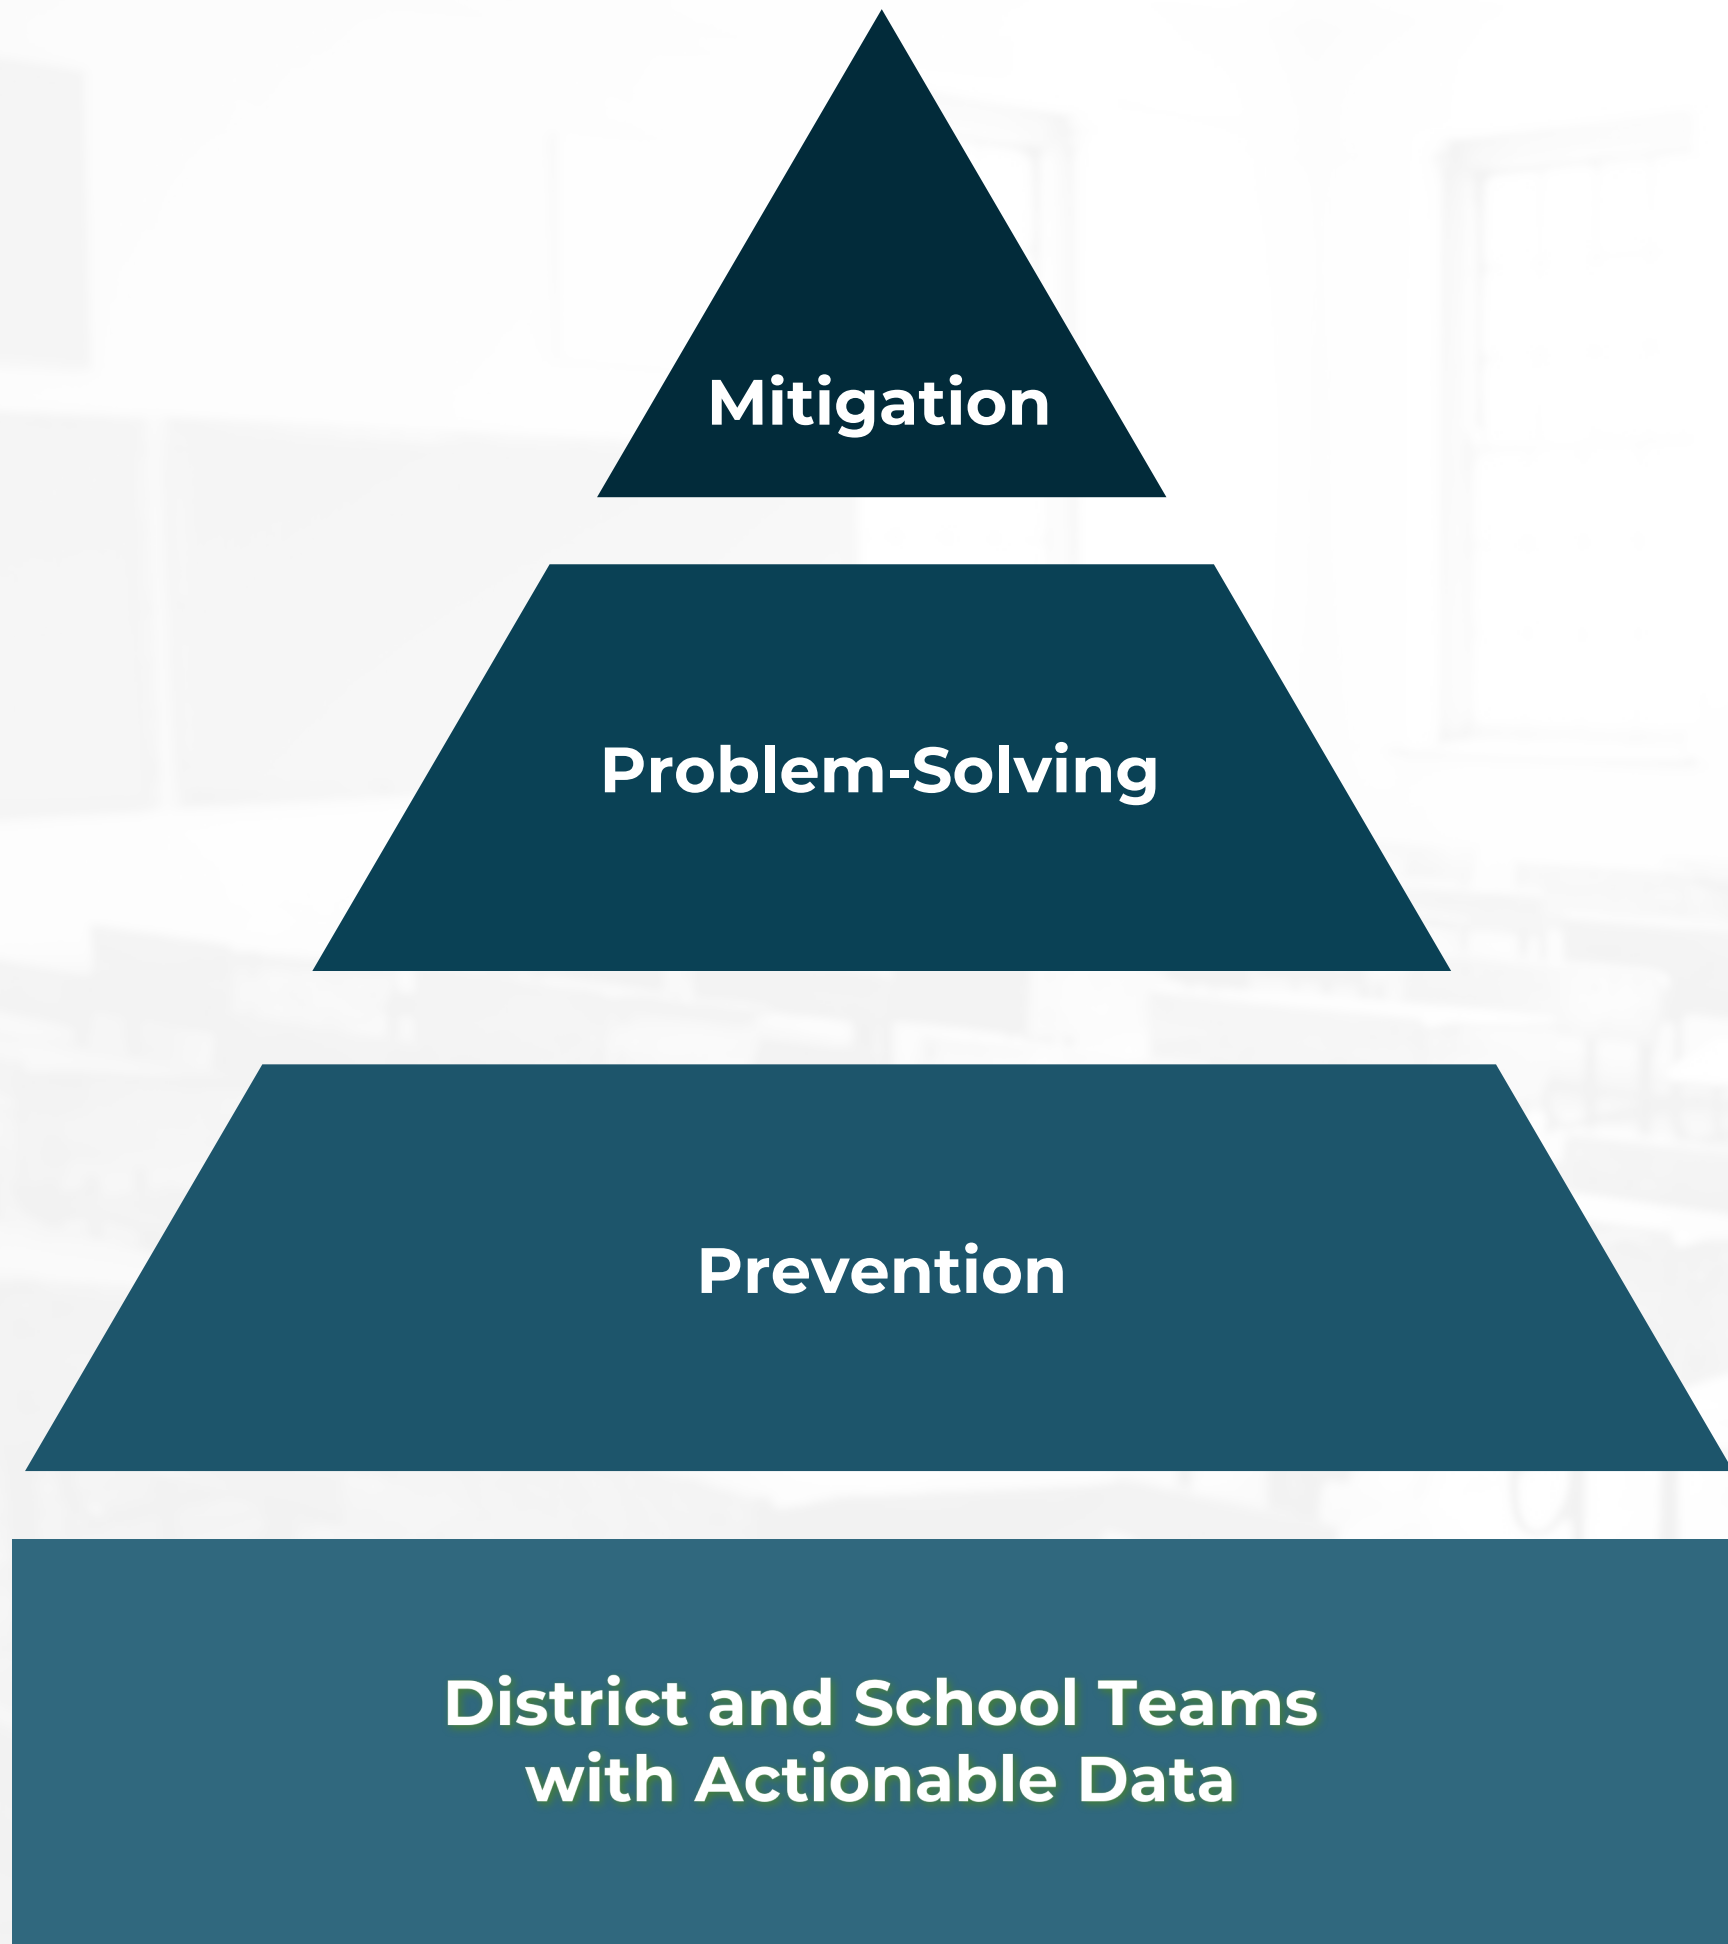 Mitigation
Problem-Solving
Prevention
District and School Teams
with Actionable Data